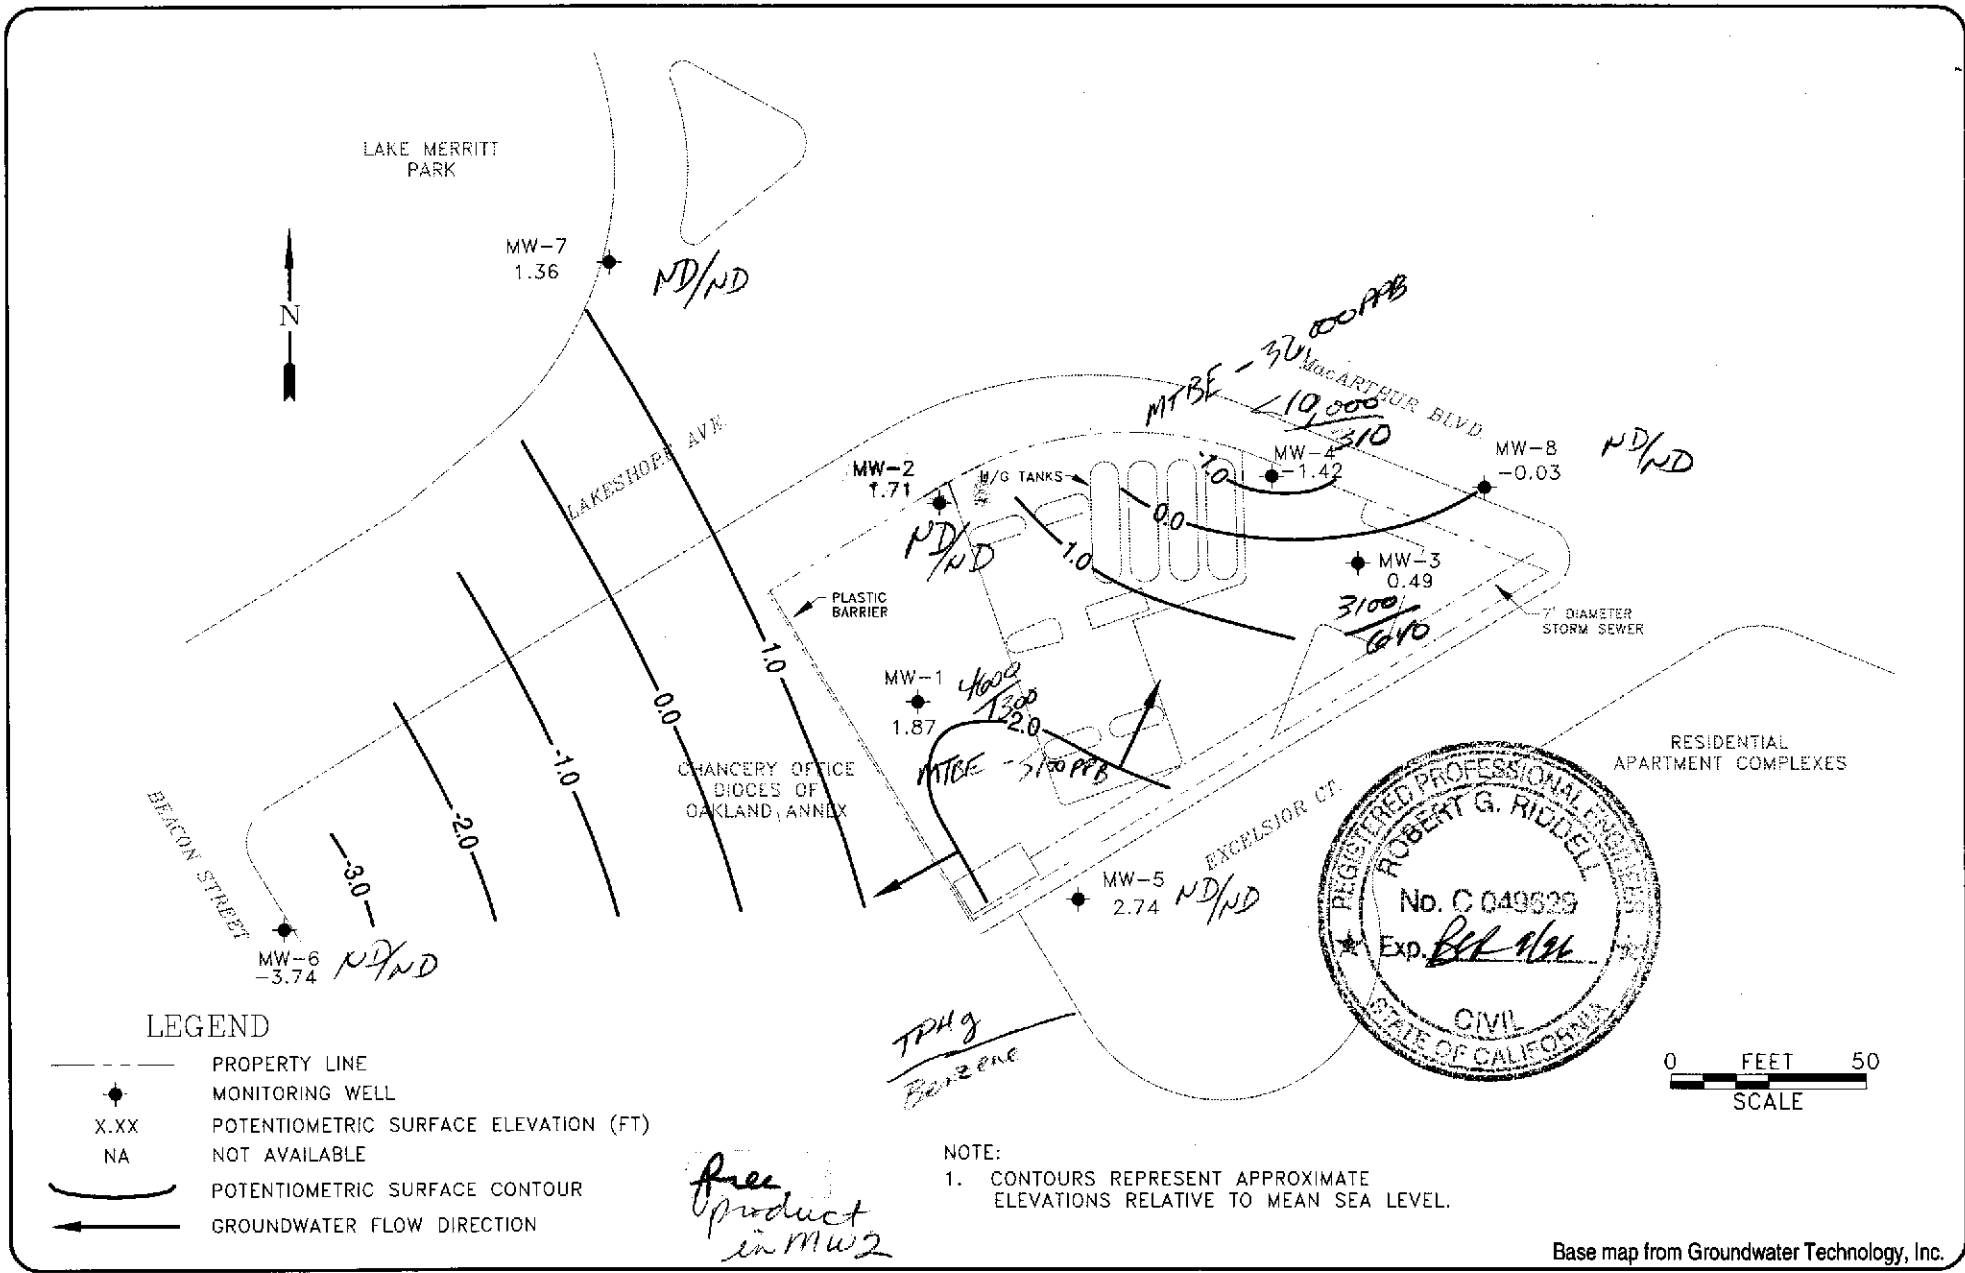 LAKE MERRITT
PARK
MW-7
1.36
ND/ND
N
MTBE - 32,000 PPB
MacARTHUR BLVD.
<10,000
310
MW-4
-1.42
MW-8
-0.03
ND/ND
LAKESHORE AVE.
MW-2
1.71
ND/ND
U/G TANKS
-1.0
0.0
1.0
MW-3
0.49
3100
640
7' DIAMETER
STORM SEWER
PLASTIC
BARRIER
1.0
0.0
-1.0
-2.0
-3.0
MW-1
1.87
4600
1300
2.0
MTBE - 5100 PPB
CHANCERY OFFICE
DIOCES OF
OAKLAND, ANNEX
BEACON STREET
EXCELSIOR CT.
RESIDENTIAL
APARTMENT COMPLEXES
MW-5
2.74
ND/ND
MW-6
-3.74
ND/ND
REGISTERED PROFESSIONAL ENGINEER
ROBERT G. RIDDELL
No. C 049629
Exp.
CIVIL
STATE OF CALIFORNIA
TPHg
Benzene
LEGEND
PROPERTY LINE
MONITORING WELL
X.XX POTENTIOMETRIC SURFACE ELEVATION (FT)
NA NOT AVAILABLE
POTENTIOMETRIC SURFACE CONTOUR
GROUNDWATER FLOW DIRECTION
free
product
in MW2
NOTE:
1. CONTOURS REPRESENT APPROXIMATE
ELEVATIONS RELATIVE TO MEAN SEA LEVEL.
0 FEET 50
SCALE
Base map from Groundwater Technology, Inc.